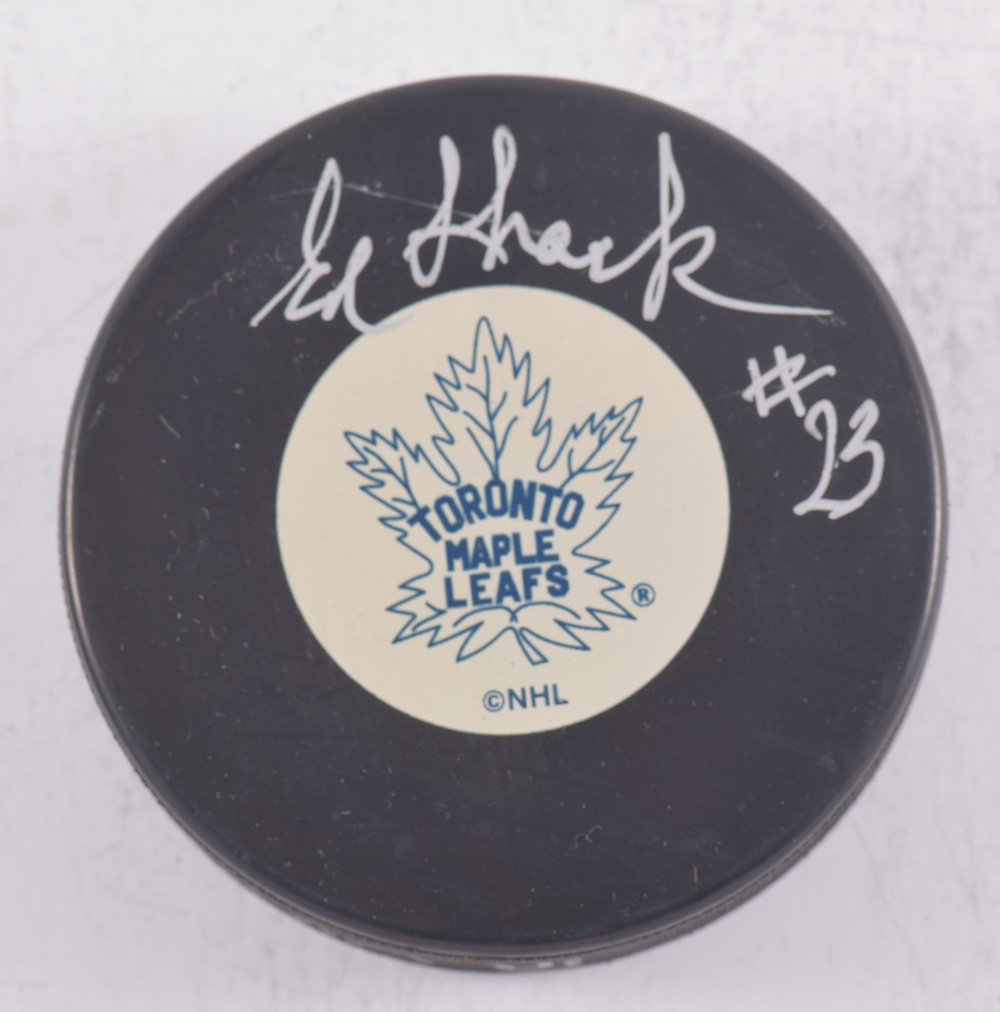 Ed Shack
#23
TORONTO
MAPLE
LEAFS
®
©NHL